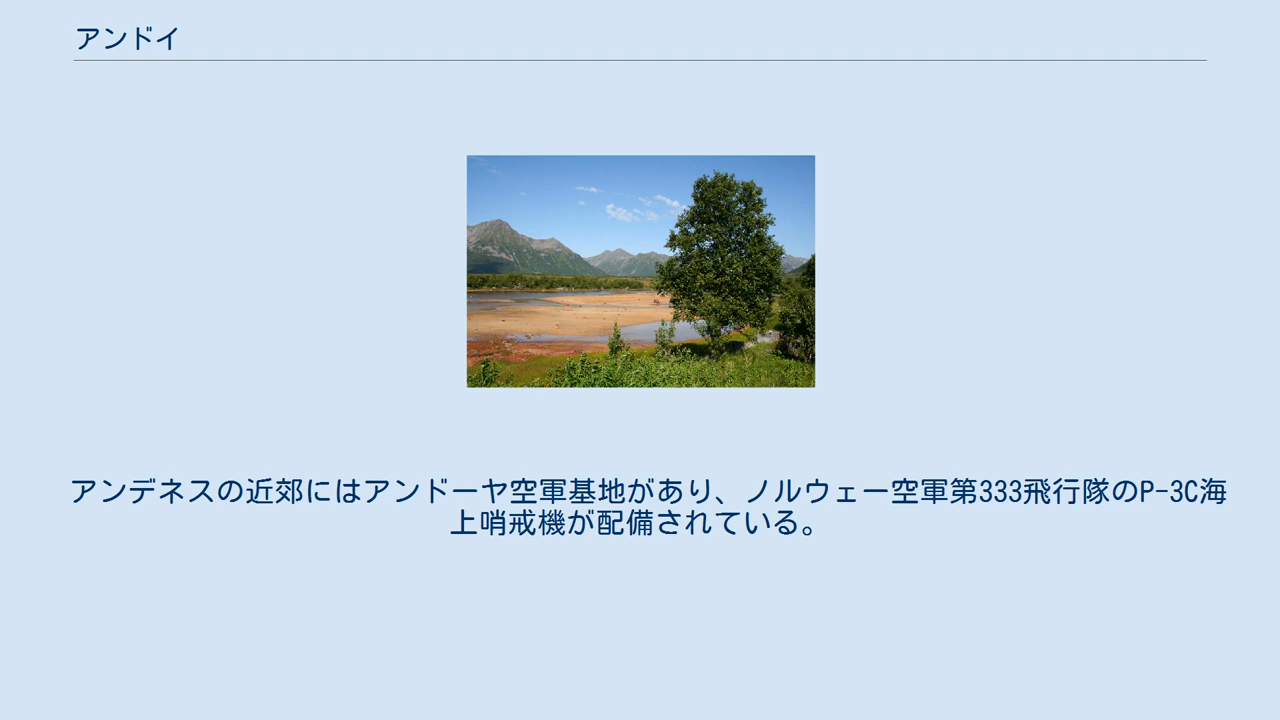 アンドイ
アンデネスの近郊にはアンドーヤ空軍基地があり、ノルウェー空軍第333飛行隊のP-3C海
上哨戒機が配備されている。